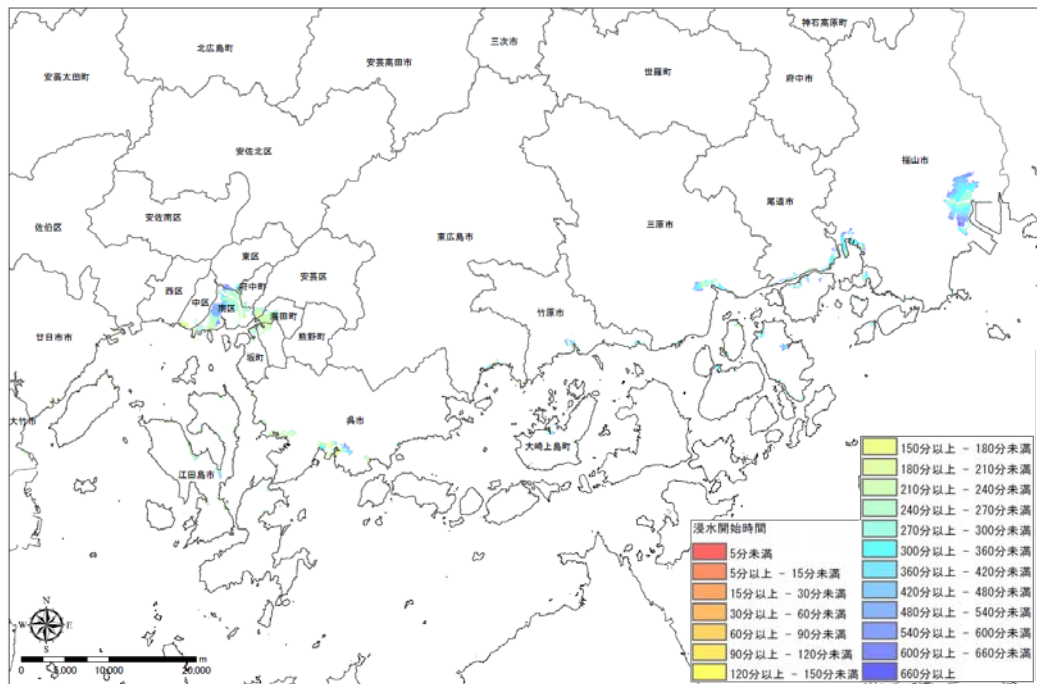 神石高原町
北広島町
三次市
安芸太田町
安芸高田市
世羅町
府中市
安佐北区
福山市
安佐南区
尾道市
佐伯区
三原市
東広島市
東区
安芸区
府中町
西区
中区
南区
海田町
竹原市
廿日市市
熊野町
坂町
呉市
大竹市
大崎上島町
江田島市
浸水開始時間
5分未満
5分以上 - 15分未満
15分以上 - 30分未満
30分以上 - 60分未満
60分以上 - 90分未満
90分以上 - 120分未満
120分以上 - 150分未満
150分以上 - 180分未満
180分以上 - 210分未満
210分以上 - 240分未満
240分以上 - 270分未満
270分以上 - 300分未満
300分以上 - 360分未満
360分以上 - 420分未満
420分以上 - 480分未満
480分以上 - 540分未満
540分以上 - 600分未満
600分以上 - 660分未満
660分以上
N
W
E
S
0 5,000 10,000 20,000
m